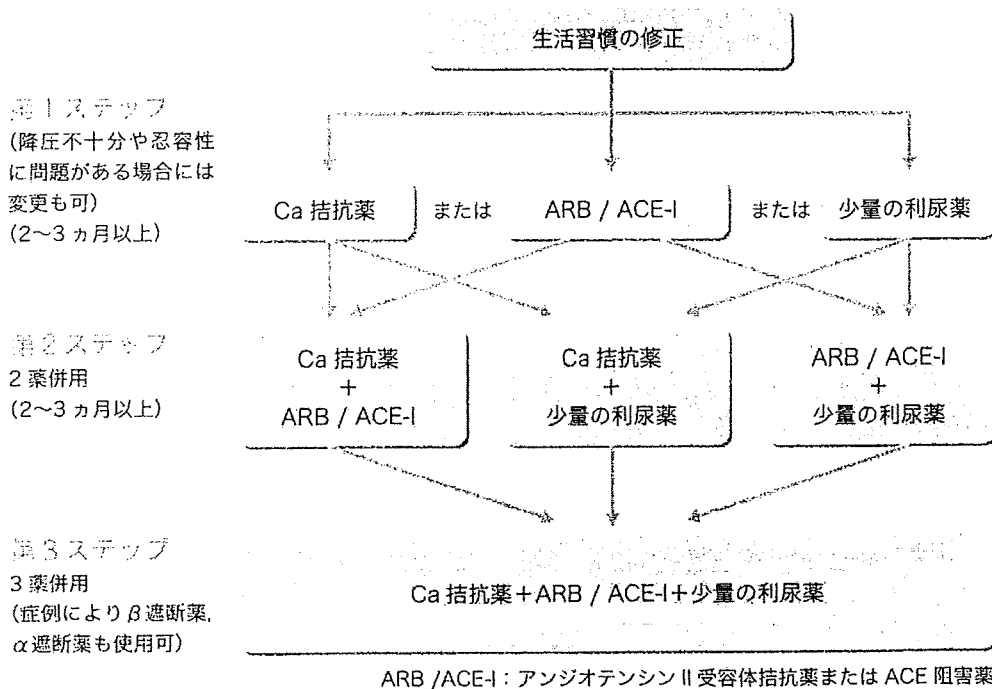 生活習慣の修正
第1ステップ
(降圧不十分や忍容性
に問題がある場合には
変更も可)
(2〜3ヵ月以上)
Ca拮抗薬 または ARB / ACE-I または 少量の利尿薬
第2ステップ
2薬併用
(2〜3ヵ月以上)
Ca拮抗薬
+
ARB / ACE-I
Ca拮抗薬
+
少量の利尿薬
ARB / ACE-I
+
少量の利尿薬
第3ステップ
3薬併用
(症例によりβ遮断薬,
α遮断薬も使用可)
Ca拮抗薬+ARB / ACE-I+少量の利尿薬
ARB /ACE-I:アンジオテンシンⅡ受容体拮抗薬またはACE阻害薬